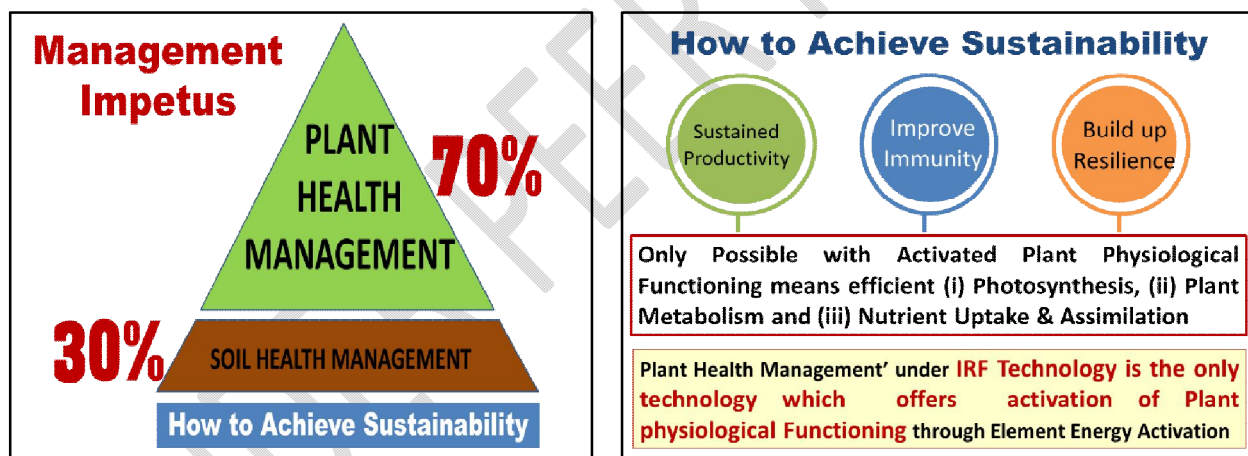 Management
Impetus
PLANT
HEALTH
MANAGEMENT
70%
30%
SOIL HEALTH MANAGEMENT
How to Achieve Sustainability
How to Achieve Sustainability
Sustained
Productivity
Improve
Immunity
Build up
Resilience
Only Possible with Activated Plant Physiological
Functioning means efficient (i) Photosynthesis, (ii) Plant
Metabolism and (iii) Nutrient Uptake & Assimilation
Plant Health Management’ under IRF Technology is the only
technology which offers activation of Plant
physiological Functioning through Element Energy Activation